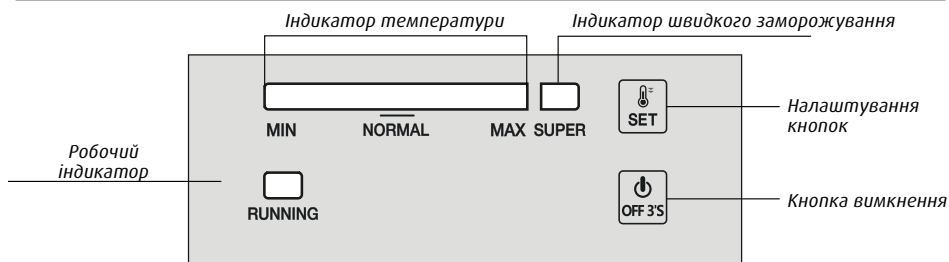 Індикатор температури
Індикатор швидкого заморожування
MIN
NORMAL
MAX
SUPER
SET
Налаштування
кнопок
Робочий
індикатор
RUNNING
OFF 3'S
Кнопка вимкнення